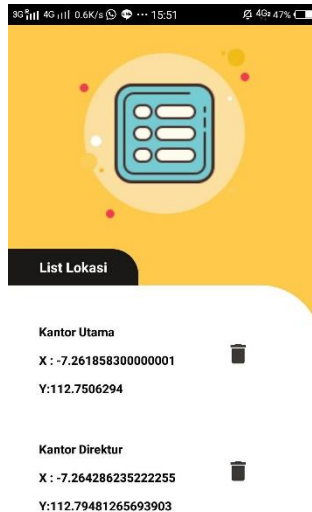 3G 4G 0.6K/s ··· 15:51 4G 47%
List Lokasi
Kantor Utama
X : -7.261858300000001
Y:112.7506294
Kantor Direktur
X : -7.264286235222255
Y:112.79481265693903